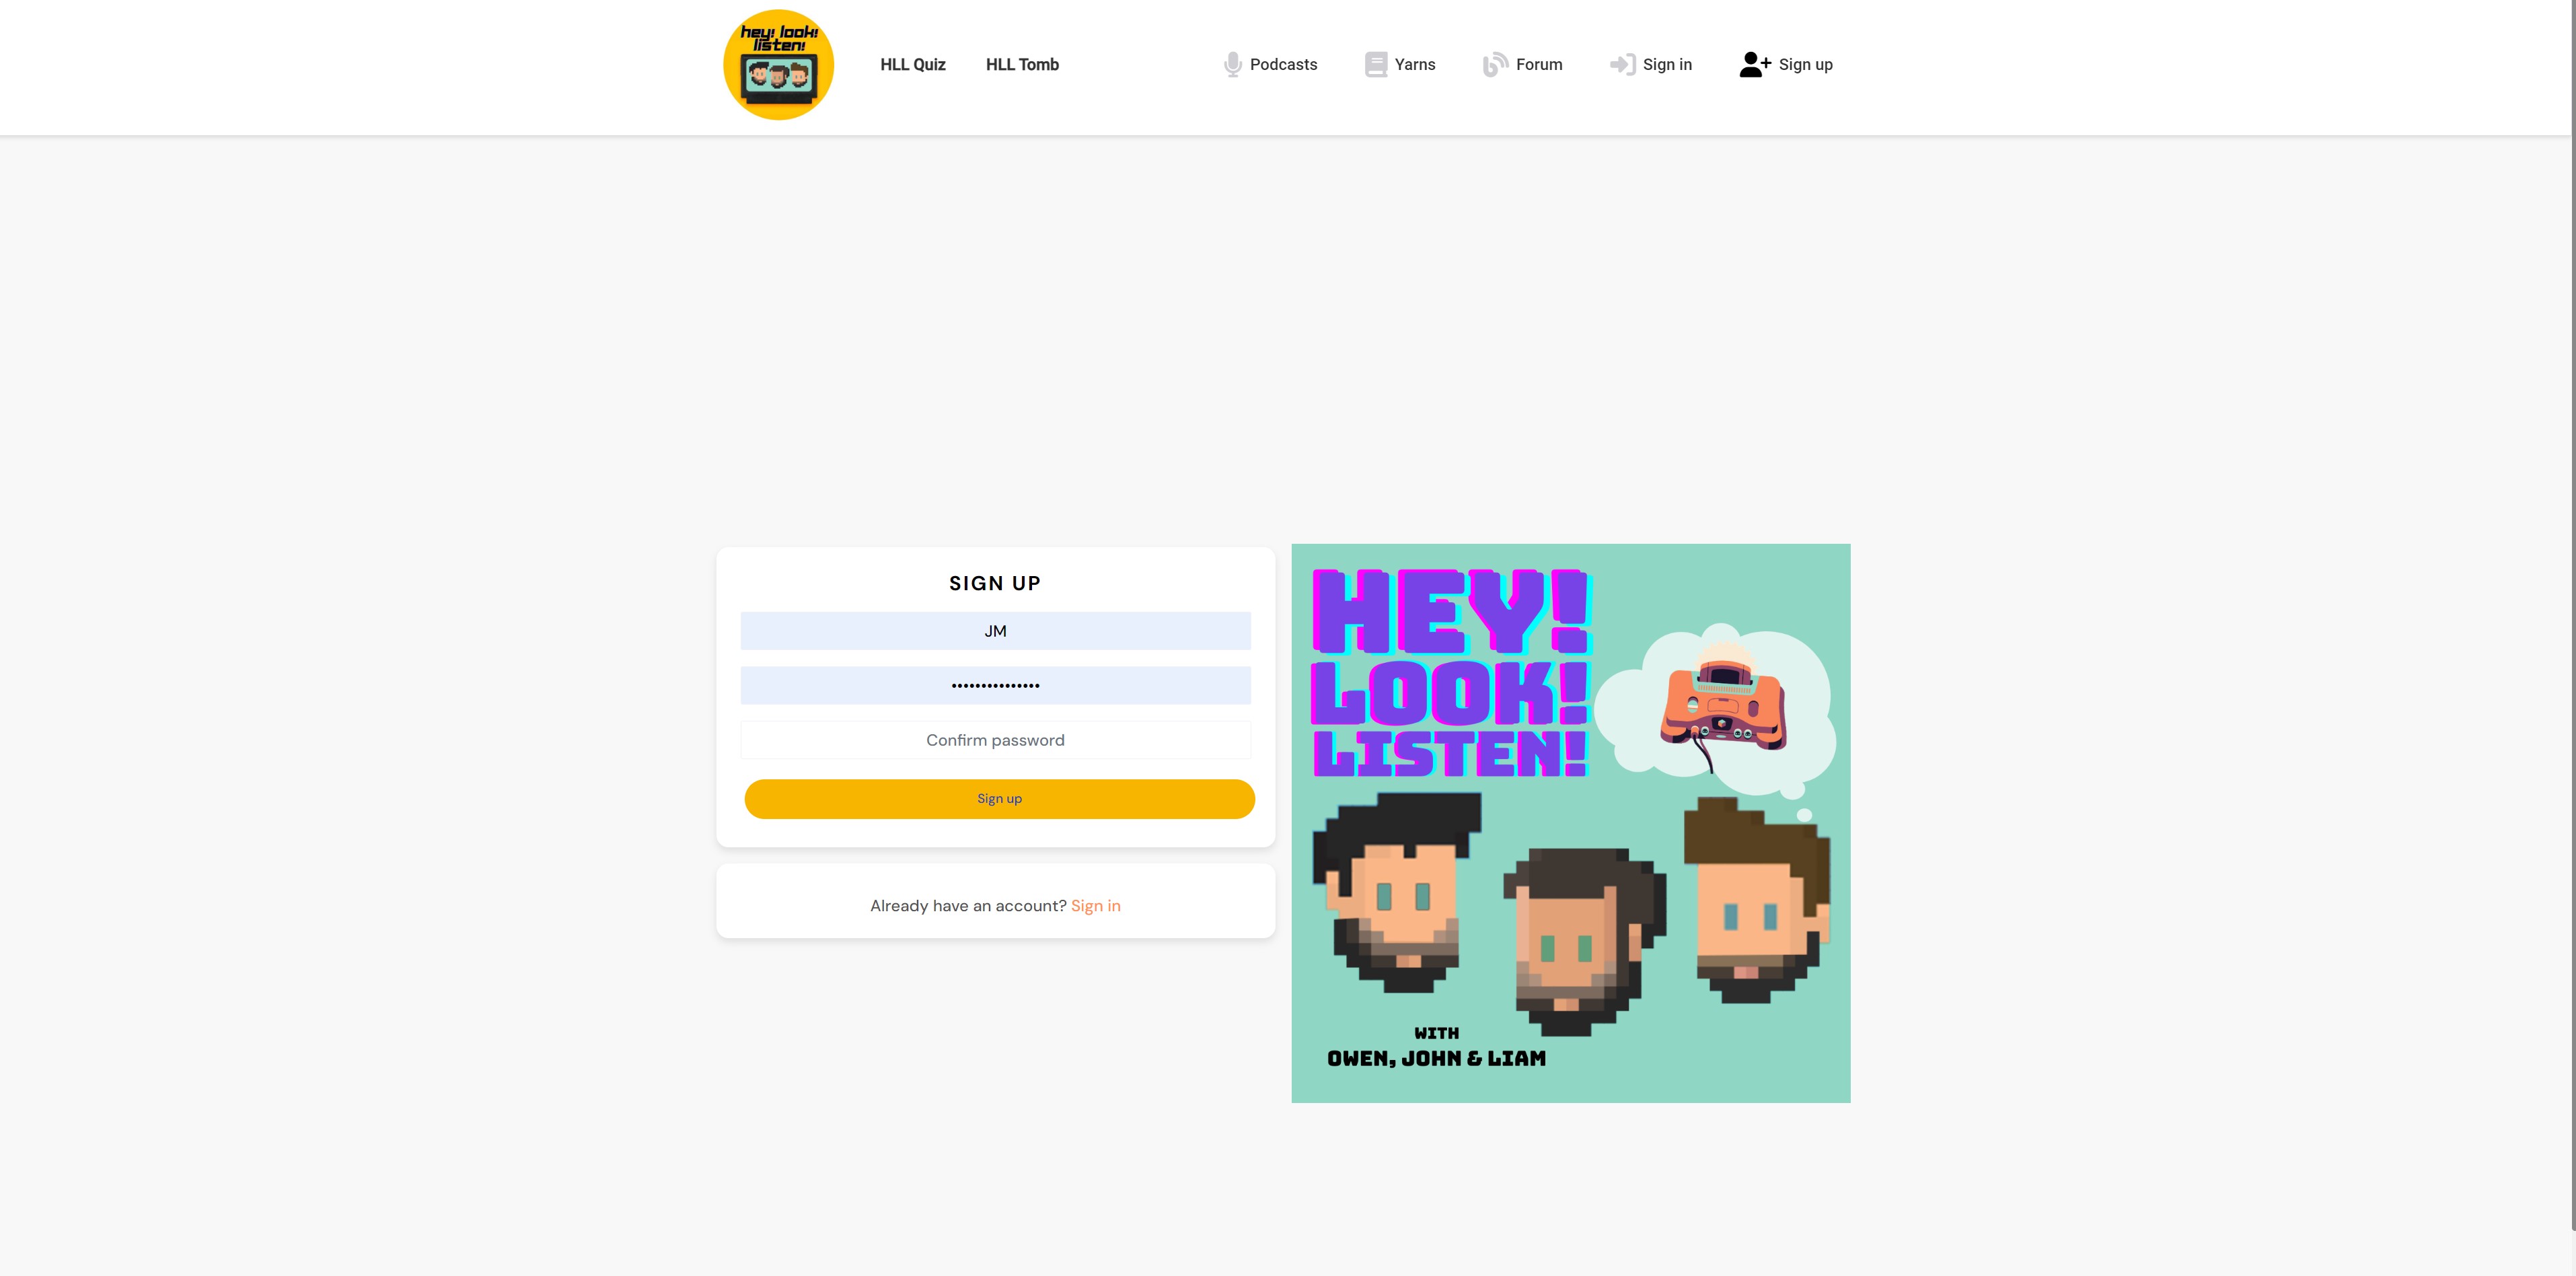 hey! look!
listen!
HLL Quiz
HLL Tomb
Podcasts
Yarns
Forum
Sign in
Sign up
SIGN UP
JM
•••••••••••••••
Confirm password
Sign up
Already have an account? Sign in
HEY!
LOOK!
LISTEN!
WITH
OWEN, JOHN & LIAM